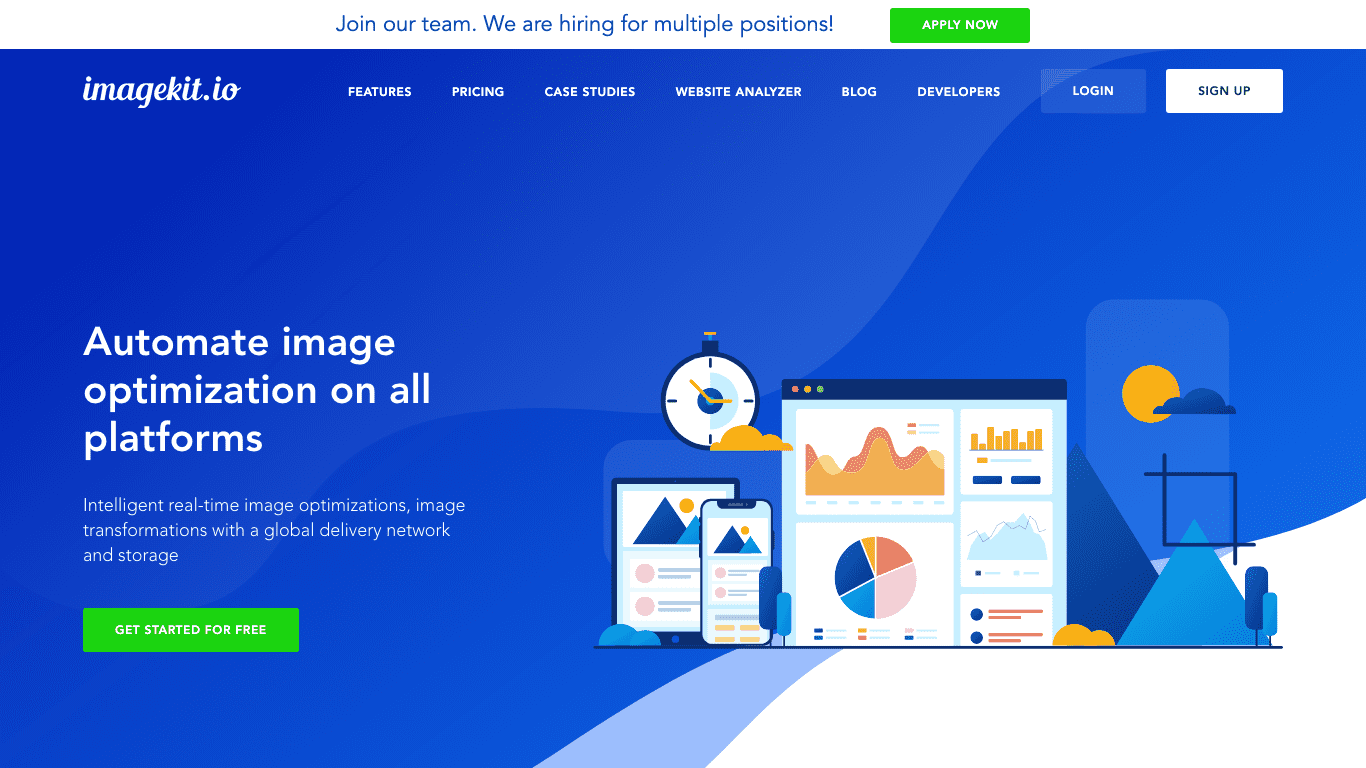 Join our team. We are hiring for multiple positions!
APPLY NOW
imagekit.io
FEATURES
PRICING
CASE STUDIES
WEBSITE ANALYZER
BLOG
DEVELOPERS
LOGIN
SIGN UP
Automate image
optimization on all
platforms
Intelligent real-time image optimizations, image
transformations with a global delivery network
and storage
GET STARTED FOR FREE